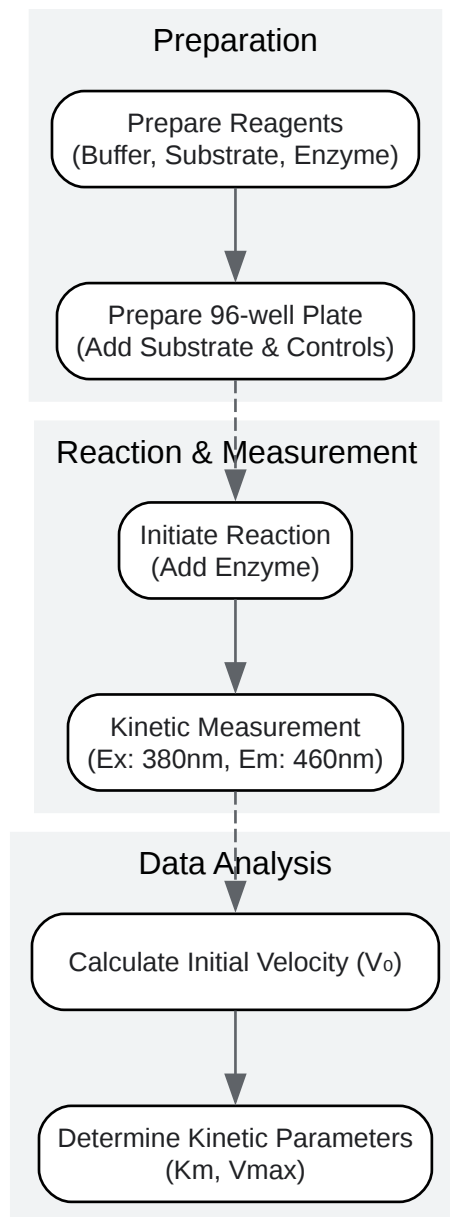 Preparation
Prepare Reagents
(Buffer, Substrate, Enzyme)
Prepare 96-well Plate
(Add Substrate & Controls)
Reaction & Measurement
Initiate Reaction
(Add Enzyme)
Kinetic Measurement
(Ex: 380nm, Em: 460nm)
Data Analysis
Calculate Initial Velocity (V₀)
Determine Kinetic Parameters
(Km, Vmax)